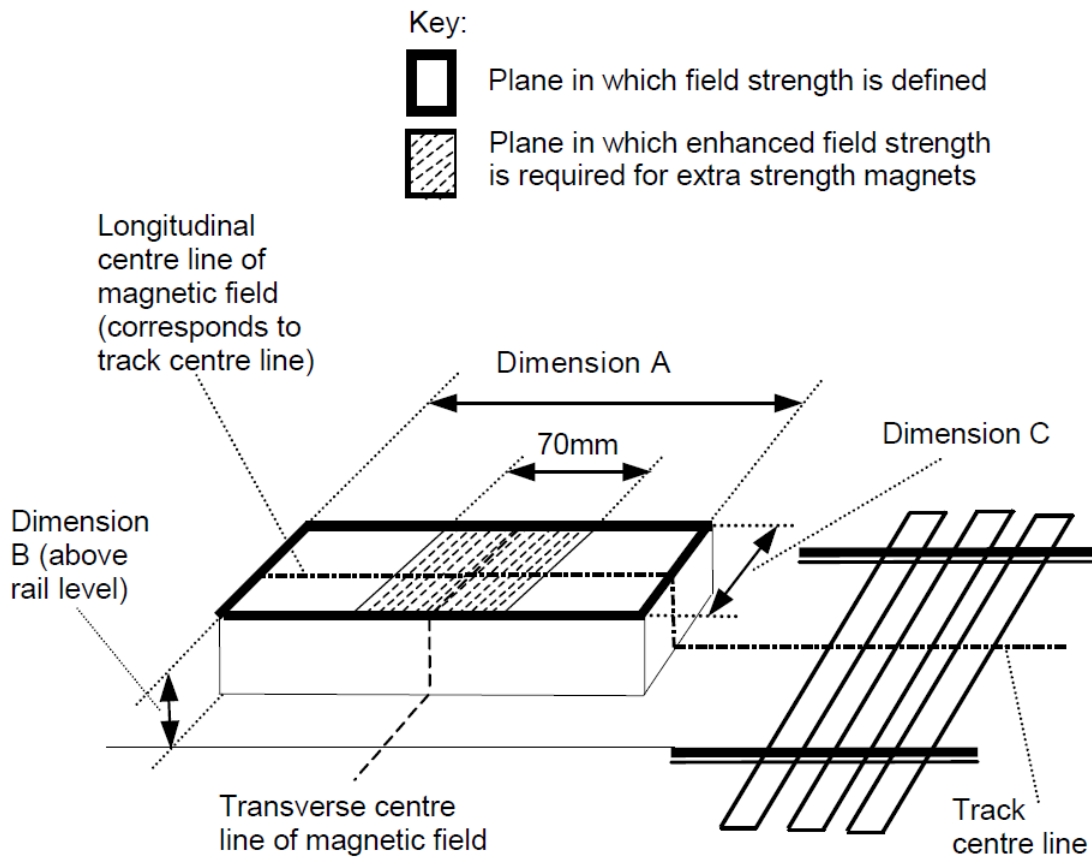 Key:
Plane in which field strength is defined
Plane in which enhanced field strength
is required for extra strength magnets
Longitudinal
centre line of
magnetic field
(corresponds to
track centre line)
Dimension A
70mm
Dimension C
Dimension
B (above
rail level)
Transverse centre
line of magnetic field
Track
centre line